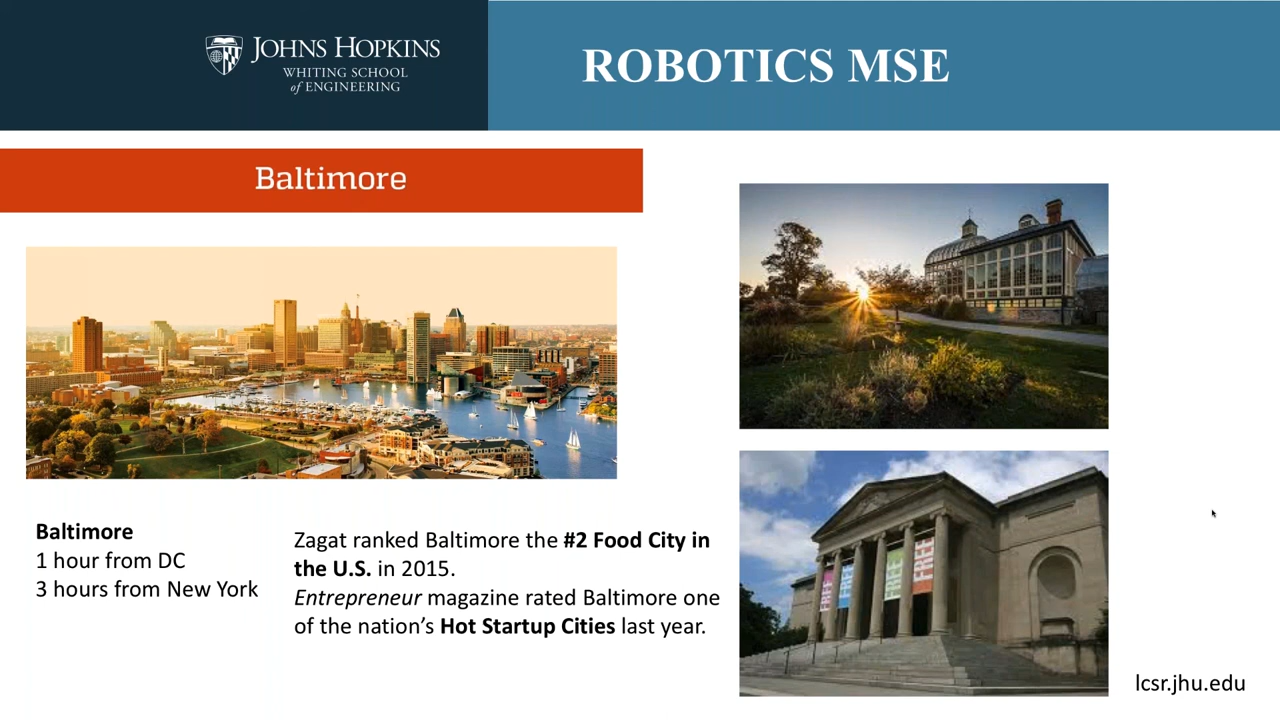 JOHNS HOPKINS
WHITING SCHOOL
of ENGINEERING
ROBOTICS MSE
Baltimore
Baltimore
1 hour from DC
3 hours from New York
Zagat ranked Baltimore the #2 Food City in
the U.S. in 2015.
Entrepreneur magazine rated Baltimore one
of the nation’s Hot Startup Cities last year.
lcsr.jhu.edu